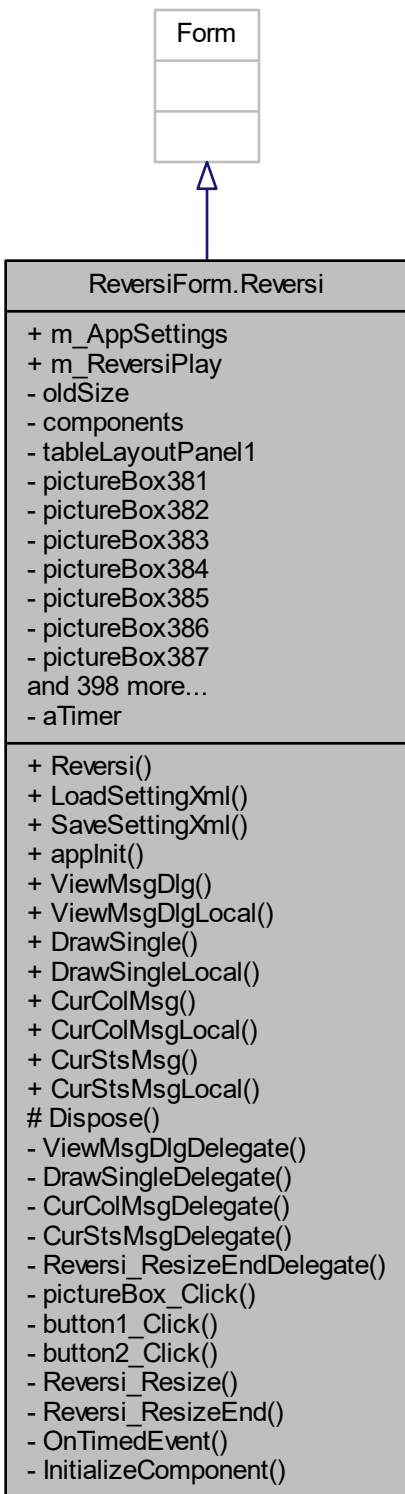 Form
ReversiForm.Reversi
+ m_AppSettings
+ m_ReversiPlay
- oldSize
- components
- tableLayoutPanel1
- pictureBox381
- pictureBox382
- pictureBox383
- pictureBox384
- pictureBox385
- pictureBox386
- pictureBox387
and 398 more...
- aTimer
+ Reversi()
+ LoadSettingXml()
+ SaveSettingXml()
+ appInit()
+ ViewMsgDlg()
+ ViewMsgDlgLocal()
+ DrawSingle()
+ DrawSingleLocal()
+ CurColMsg()
+ CurColMsgLocal()
+ CurStsMsg()
+ CurStsMsgLocal()
# Dispose()
- ViewMsgDlgDelegate()
- DrawSingleDelegate()
- CurColMsgDelegate()
- CurStsMsgDelegate()
- Reversi_ResizeEndDelegate()
- pictureBox_Click()
- button1_Click()
- button2_Click()
- Reversi_Resize()
- Reversi_ResizeEnd()
- OnTimedEvent()
- InitializeComponent()